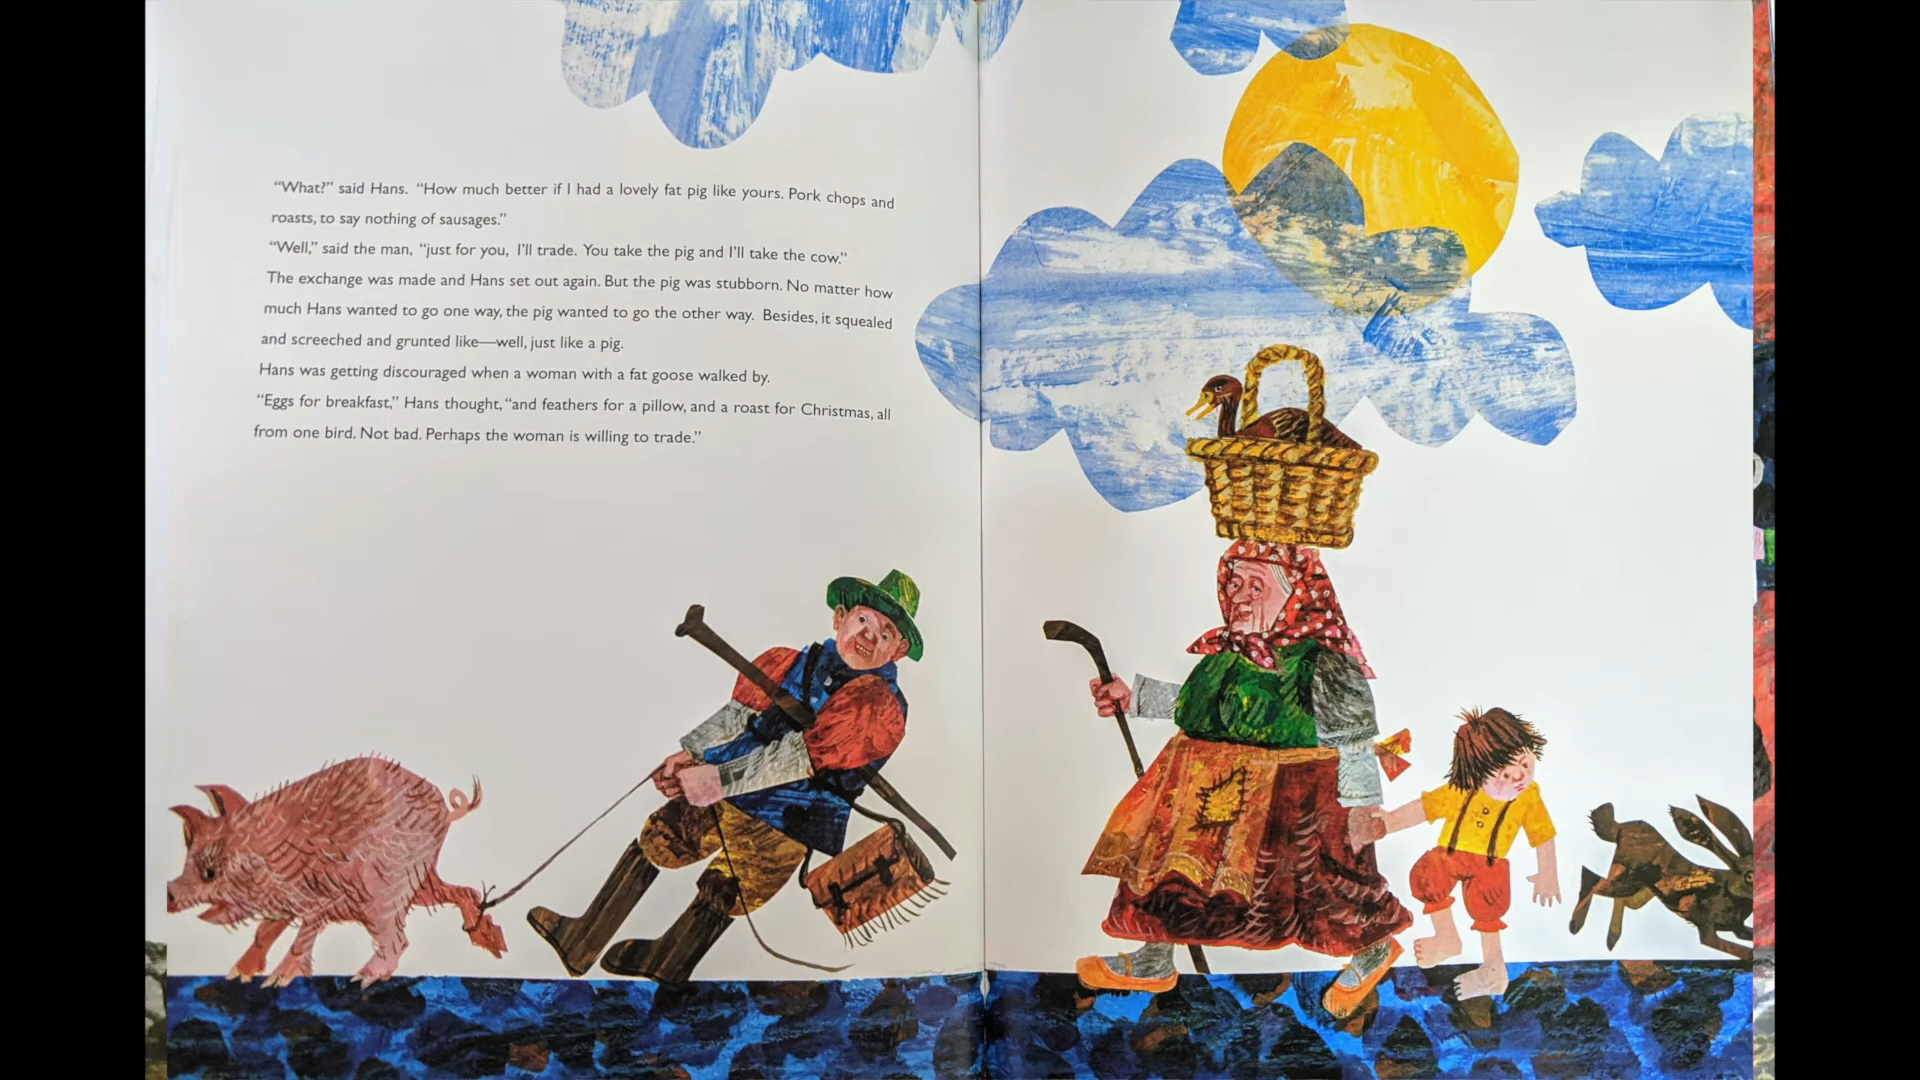 “What?” said Hans. “How much better if I had a lovely fat pig like yours. Pork chops and
roasts, to say nothing of sausages.”
“Well,” said the man, “just for you, I’ll trade. You take the pig and I’ll take the cow.”
The exchange was made and Hans set out again. But the pig was stubborn. No matter how
much Hans wanted to go one way, the pig wanted to go the other way. Besides, it squealed
and screeched and grunted like—well, just like a pig.
Hans was getting discouraged when a woman with a fat goose walked by.
“Eggs for breakfast,” Hans thought, “and feathers for a pillow, and a roast for Christmas, all
from one bird. Not bad. Perhaps the woman is willing to trade.”